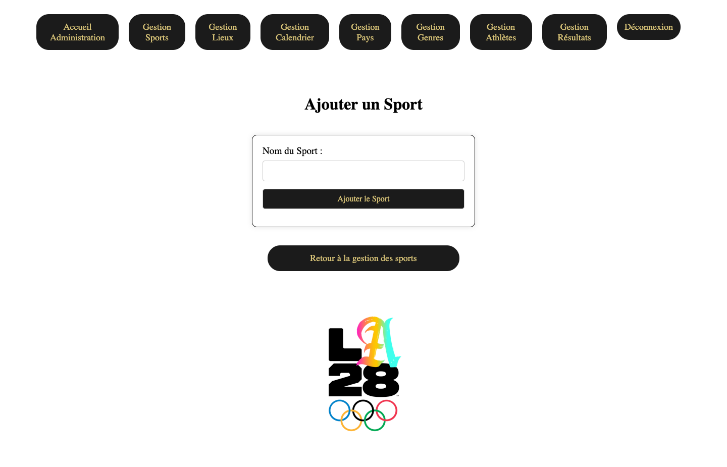 Accueil
Administration
Gestion
Sports
Gestion
Lieux
Gestion
Calendrier
Gestion
Pays
Gestion
Genres
Gestion
Athlètes
Gestion
Résultats
Déconnexion
Ajouter un Sport
Nom du Sport :
Ajouter le Sport
Retour à la gestion des sports
LA
28